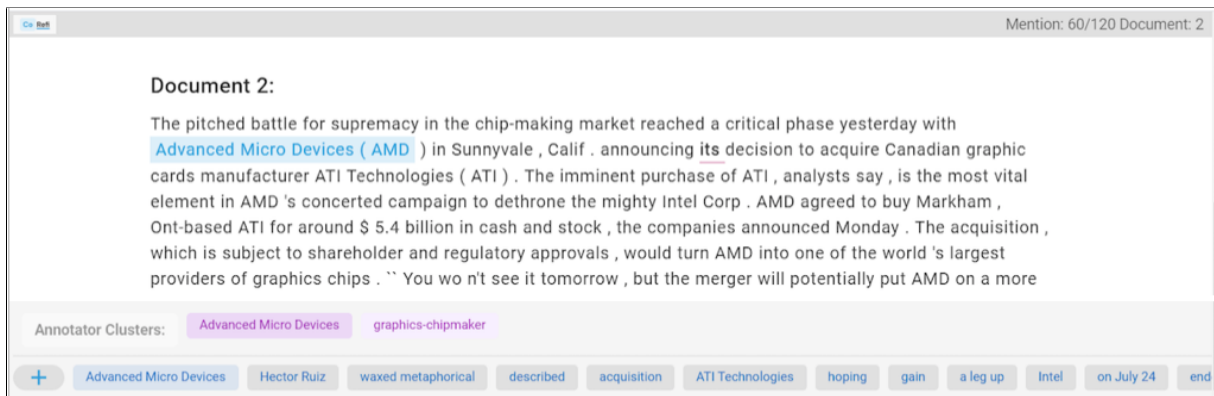 Co Refi
Mention: 60/120 Document: 2
Document 2:
The pitched battle for supremacy in the chip-making market reached a critical phase yesterday with
Advanced Micro Devices ( AMD ) in Sunnyvale , Calif . announcing its decision to acquire Canadian graphic
cards manufacturer ATI Technologies ( ATI ) . The imminent purchase of ATI , analysts say , is the most vital
element in AMD 's concerted campaign to dethrone the mighty Intel Corp . AMD agreed to buy Markham ,
Ont-based ATI for around $ 5.4 billion in cash and stock , the companies announced Monday . The acquisition ,
which is subject to shareholder and regulatory approvals , would turn AMD into one of the world 's largest
providers of graphics chips . `` You wo n't see it tomorrow , but the merger will potentially put AMD on a more
Annotator Clusters: Advanced Micro Devices graphics-chipmaker
+ Advanced Micro Devices Hector Ruiz waxed metaphorical described acquisition ATI Technologies hoping gain a leg up Intel on July 24 end